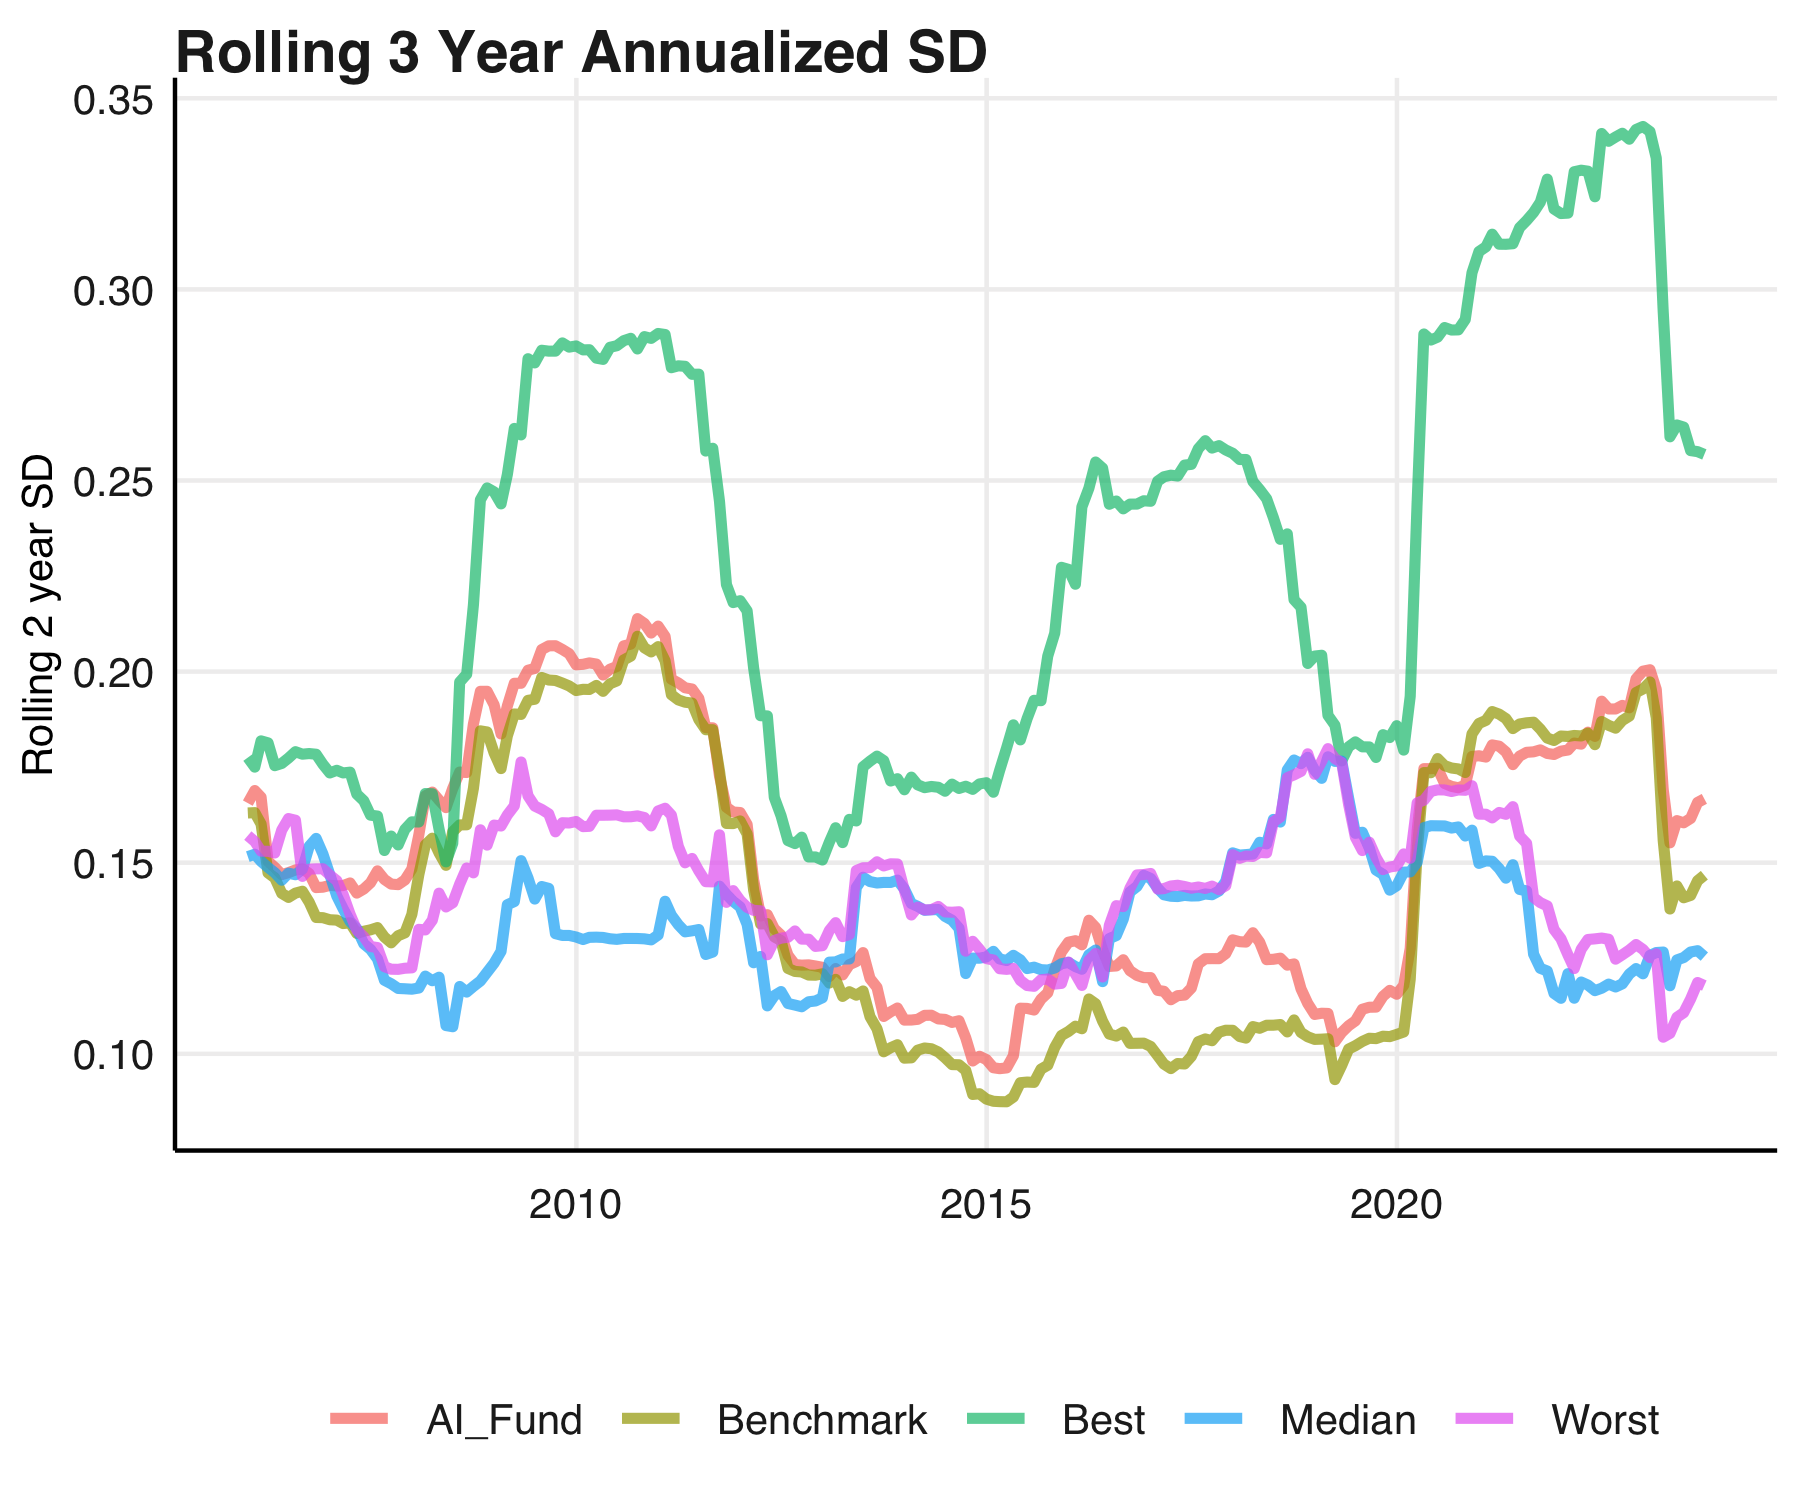 Rolling 3 Year Annualized SD
Rolling 2 year SD
0.35
0.30
0.25
0.20
0.15
0.10
2010 2015 2020
AI_Fund Benchmark Best Median Worst